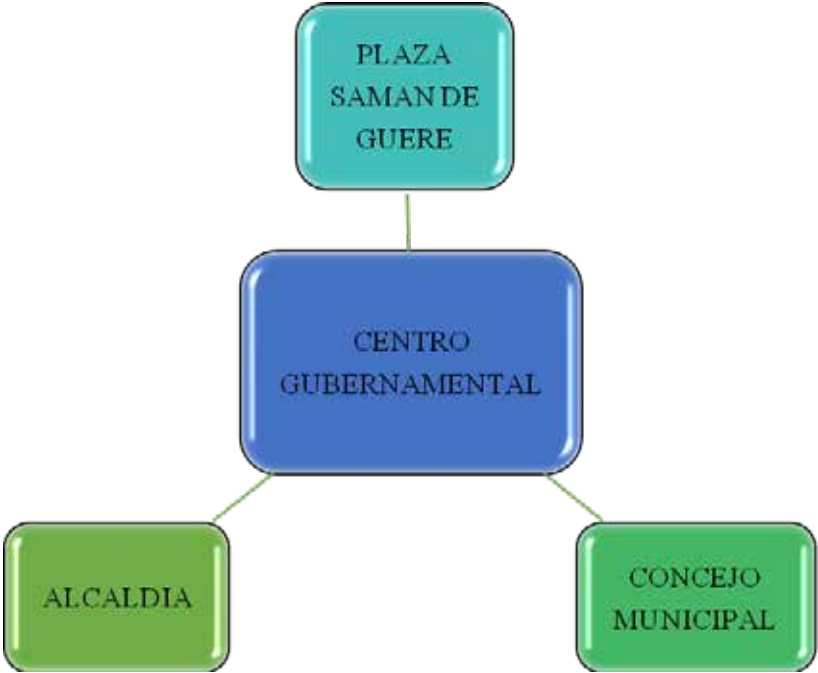 PLAZA
SAMAN DE
GUERE
CENTRO
GUBERNAMENTAL
ALCALDIA
CONCEJO
MUNICIPAL